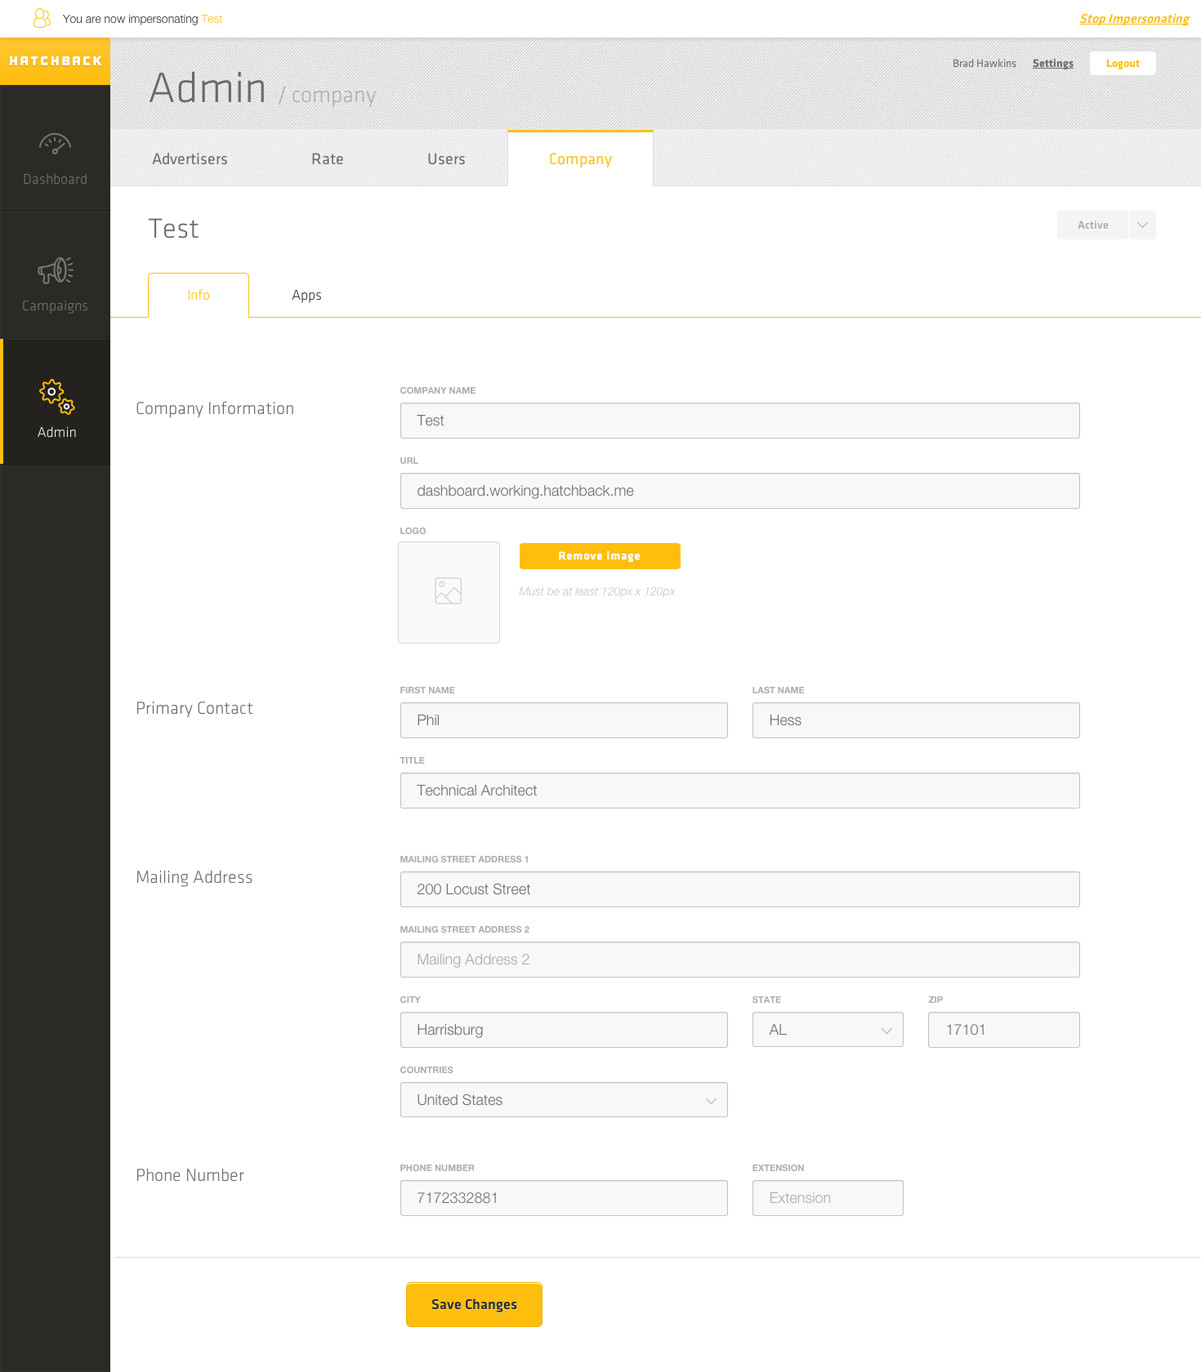 You are now impersonating Test
Stop Impersonating
HATCHBACK
Brad Hawkins Settings Logout
Admin / company
Advertisers Rate Users Company
Dashboard
Campaigns
Admin
Test
Active
Info Apps
Company Information
COMPANY NAME
Test
URL
dashboard.working.hatchback.me
LOGO
Remove Image
Must be at least 120px x 120px
Primary Contact
FIRST NAME LAST NAME
Phil Hess
TITLE
Technical Architect
Mailing Address
MAILING STREET ADDRESS 1
200 Locust Street
MAILING STREET ADDRESS 2
Mailing Address 2
CITY STATE ZIP
Harrisburg AL 17101
COUNTRIES
United States
Phone Number
PHONE NUMBER EXTENSION
7172332881 Extension
Save Changes